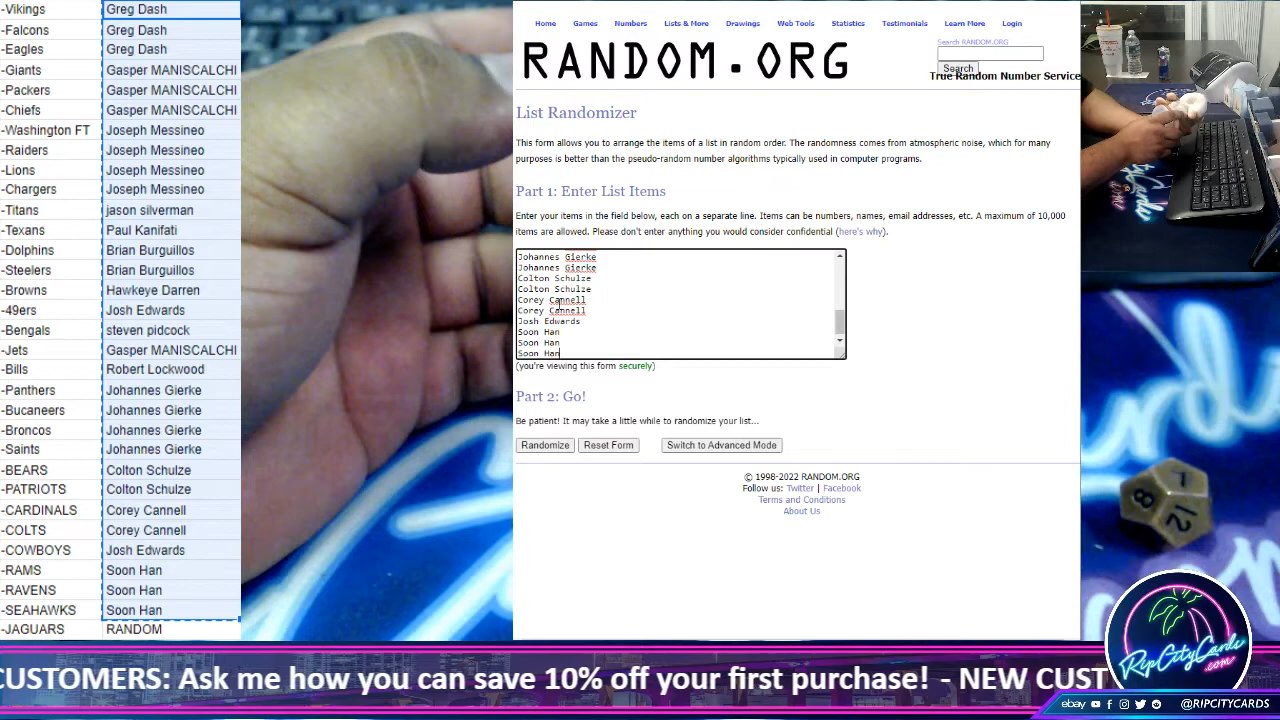 -Vikings Greg Dash
-Falcons Greg Dash
-Eagles Greg Dash
-Giants Gasper MANISCALCHI
-Packers Gasper MANISCALCHI
-Chiefs Gasper MANISCALCHI
-Washington FT Joseph Messineo
-Raiders Joseph Messineo
-Lions Joseph Messineo
-Chargers Joseph Messineo
-Titans jason silverman
-Texans Paul Kanifati
-Dolphins Brian Burguillos
-Steelers Brian Burguillos
-Browns Hawkeye Darren
-49ers Josh Edwards
-Bengals steven pidcock
-Jets Gasper MANISCALCHI
-Bills Robert Lockwood
-Panthers Johannes Gierke
-Bucaneers Johannes Gierke
-Broncos Johannes Gierke
-Saints Johannes Gierke
-BEARS Colton Schulze
-PATRIOTS Colton Schulze
-CARDINALS Corey Cannell
-COLTS Corey Cannell
-COWBOYS Josh Edwards
-RAMS Soon Han
-RAVENS Soon Han
-SEAHAWKS Soon Han
-JAGUARS RANDOM
Home Games Numbers Lists & More Drawings Web Tools Statistics Testimonials Learn More Login
RANDOM.ORG
Search RANDOM.ORG
Search
True Random Number Service
List Randomizer
This form allows you to arrange the items of a list in random order. The randomness comes from atmospheric noise, which for many
purposes is better than the pseudo-random number algorithms typically used in computer programs.
Part 1: Enter List Items
Enter your items in the field below, each on a separate line. Items can be numbers, names, email addresses, etc. A maximum of 10,000
items are allowed. Please don't enter anything you would consider confidential (here's why).
Johannes Gierke
Johannes Gierke
Colton Schulze
Colton Schulze
Corey Cannell
Corey Cannell
Josh Edwards
Soon Han
Soon Han
Soon Han
(you're viewing this form securely)
Part 2: Go!
Be patient! It may take a little while to randomize your list...
Randomize Reset Form Switch to Advanced Mode
© 1998-2022 RANDOM.ORG
Follow us: Twitter | Facebook
Terms and Conditions
About Us
7
8
12
CUSTOMERS: Ask me how you can save 10% off your first purchase! - NEW CUST
RipCityCards
.com
ebay @RIPCITYCARDS